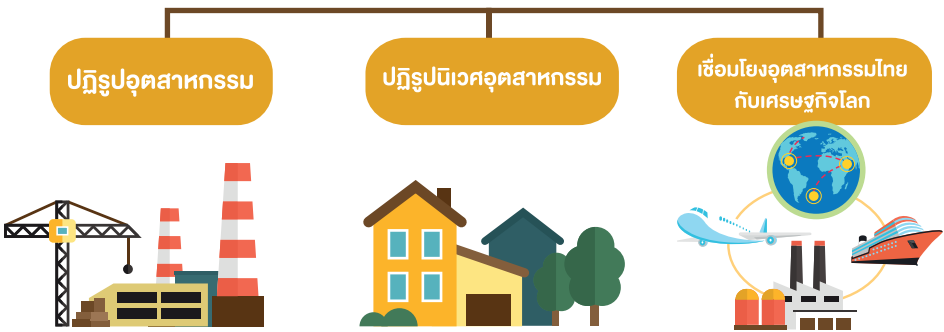 ปฏิรูปอุตสาหกรรม
ปฏิรูปนิเวศอุตสาหกรรม
เชื่อมโยงอุตสาหกรรมไทย
กับเศรษฐกิจโลก